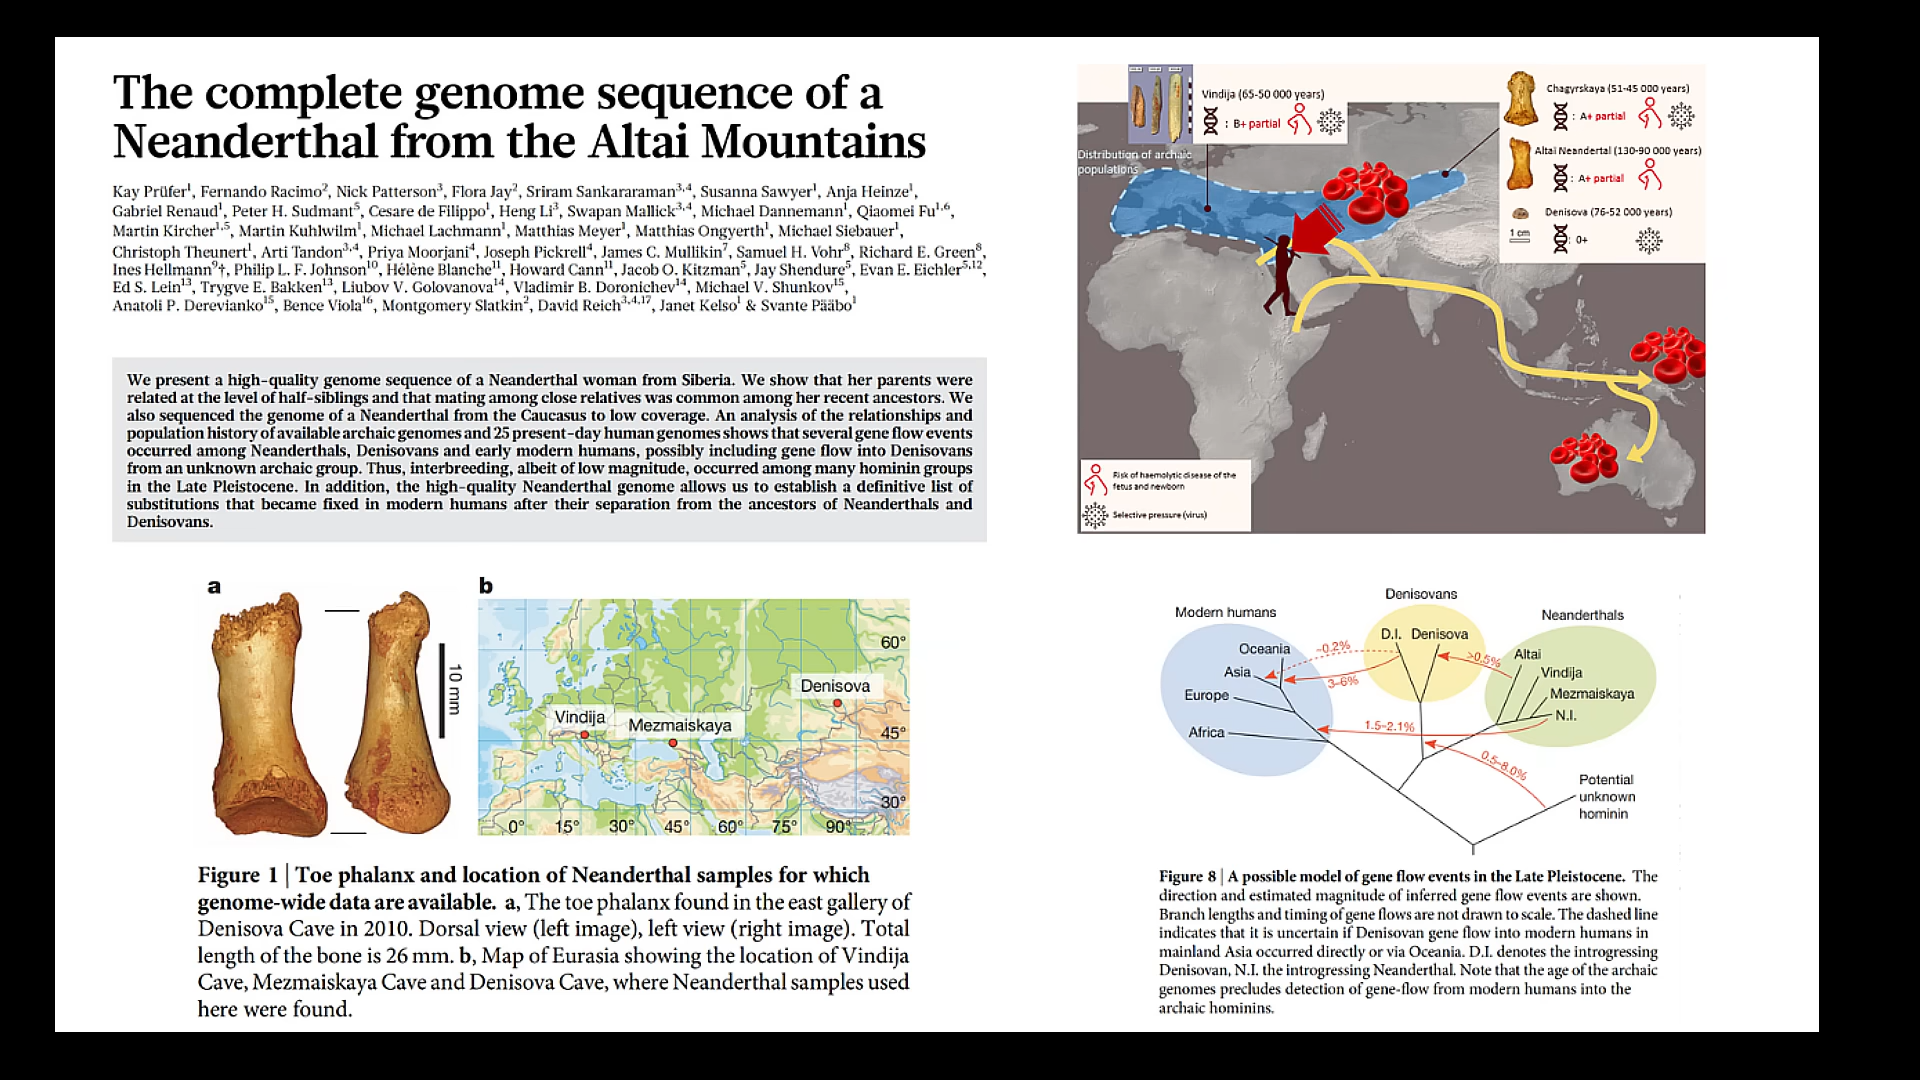 The complete genome sequence of a
Neanderthal from the Altai Mountains
Kay Prüfer1, Fernando Racimo2, Nick Patterson3, Flora Jay2, Sriram Sankararaman3,4, Susanna Sawyer1, Anja Heinze1,
Gabriel Renaud1, Peter H. Sudmant5, Cesare de Filippo1, Heng Li3, Swapan Mallick3,4, Michael Dannemann1, Qiaomei Fu1,6,
Martin Kircher1,5, Martin Kuhlwilm1, Michael Lachmann1, Matthias Meyer1, Matthias Ongyerth1, Michael Siebauer1,
Christoph Theunert1, Arti Tandon3,4, Priya Moorjani4, Joseph Pickrell4, James C. Mullikin7, Samuel H. Vohr8, Richard E. Green8,
Ines Hellmann9†, Philip L. F. Johnson10, Hélène Blanche11, Howard Cann11, Jacob O. Kitzman5, Jay Shendure5, Evan E. Eichler5,12,
Ed S. Lein13, Trygve E. Bakken13, Liubov V. Golovanova14, Vladimir B. Doronichev14, Michael V. Shunkov15,
Anatoli P. Derevianko15, Bence Viola16, Montgomery Slatkin2, David Reich3,4,17, Janet Kelso1 & Svante Pääbo1
We present a high-quality genome sequence of a Neanderthal woman from Siberia. We show that her parents were
related at the level of half-siblings and that mating among close relatives was common among her recent ancestors. We
also sequenced the genome of a Neanderthal from the Caucasus to low coverage. An analysis of the relationships and
population history of available archaic genomes and 25 present-day human genomes shows that several gene flow events
occurred among Neanderthals, Denisovans and early modern humans, possibly including gene flow into Denisovans
from an unknown archaic group. Thus, interbreeding, albeit of low magnitude, occurred among many hominin groups
in the Late Pleistocene. In addition, the high-quality Neanderthal genome allows us to establish a definitive list of
substitutions that became fixed in modern humans after their separation from the ancestors of Neanderthals and
Denisovans.
a
10 mm
b
60°
Denisova
Vindija
Mezmaiskaya
45°
30°
0° 15° 30° 45° 60° 75° 90°
Figure 1 | Toe phalanx and location of Neanderthal samples for which
genome-wide data are available. a, The toe phalanx found in the east gallery of
Denisova Cave in 2010. Dorsal view (left image), left view (right image). Total
length of the bone is 26 mm. b, Map of Eurasia showing the location of Vindija
Cave, Mezmaiskaya Cave and Denisova Cave, where Neanderthal samples used
here were found.
Vindija (65-50 000 years)
: B+ partial
Chagyrskaya (51-45 000 years)
: A+ partial
Altai Neandertal (130-90 000 years)
: A+ partial
Denisova (76-52 000 years)
1 cm
: 0+
Distribution of archaic
populations
Risk of haemolytic disease of the
fetus and newborn
Selective pressure (virus)
Denisovans
Modern humans
Neanderthals
D.I. Denisova
Oceania
~0.2%
>0.5%
Altai
Asia
3–6%
Vindija
Europe
Mezmaiskaya
N.I.
Africa
1.5–2.1%
0.5–8.0%
Potential
unknown
hominin
Figure 8 | A possible model of gene flow events in the Late Pleistocene. The
direction and estimated magnitude of inferred gene flow events are shown.
Branch lengths and timing of gene flows are not drawn to scale. The dashed line
indicates that it is uncertain if Denisovan gene flow into modern humans in
mainland Asia occurred directly or via Oceania. D.I. denotes the introgressing
Denisovan, N.I. the introgressing Neanderthal. Note that the age of the archaic
genomes precludes detection of gene-flow from modern humans into the
archaic hominins.